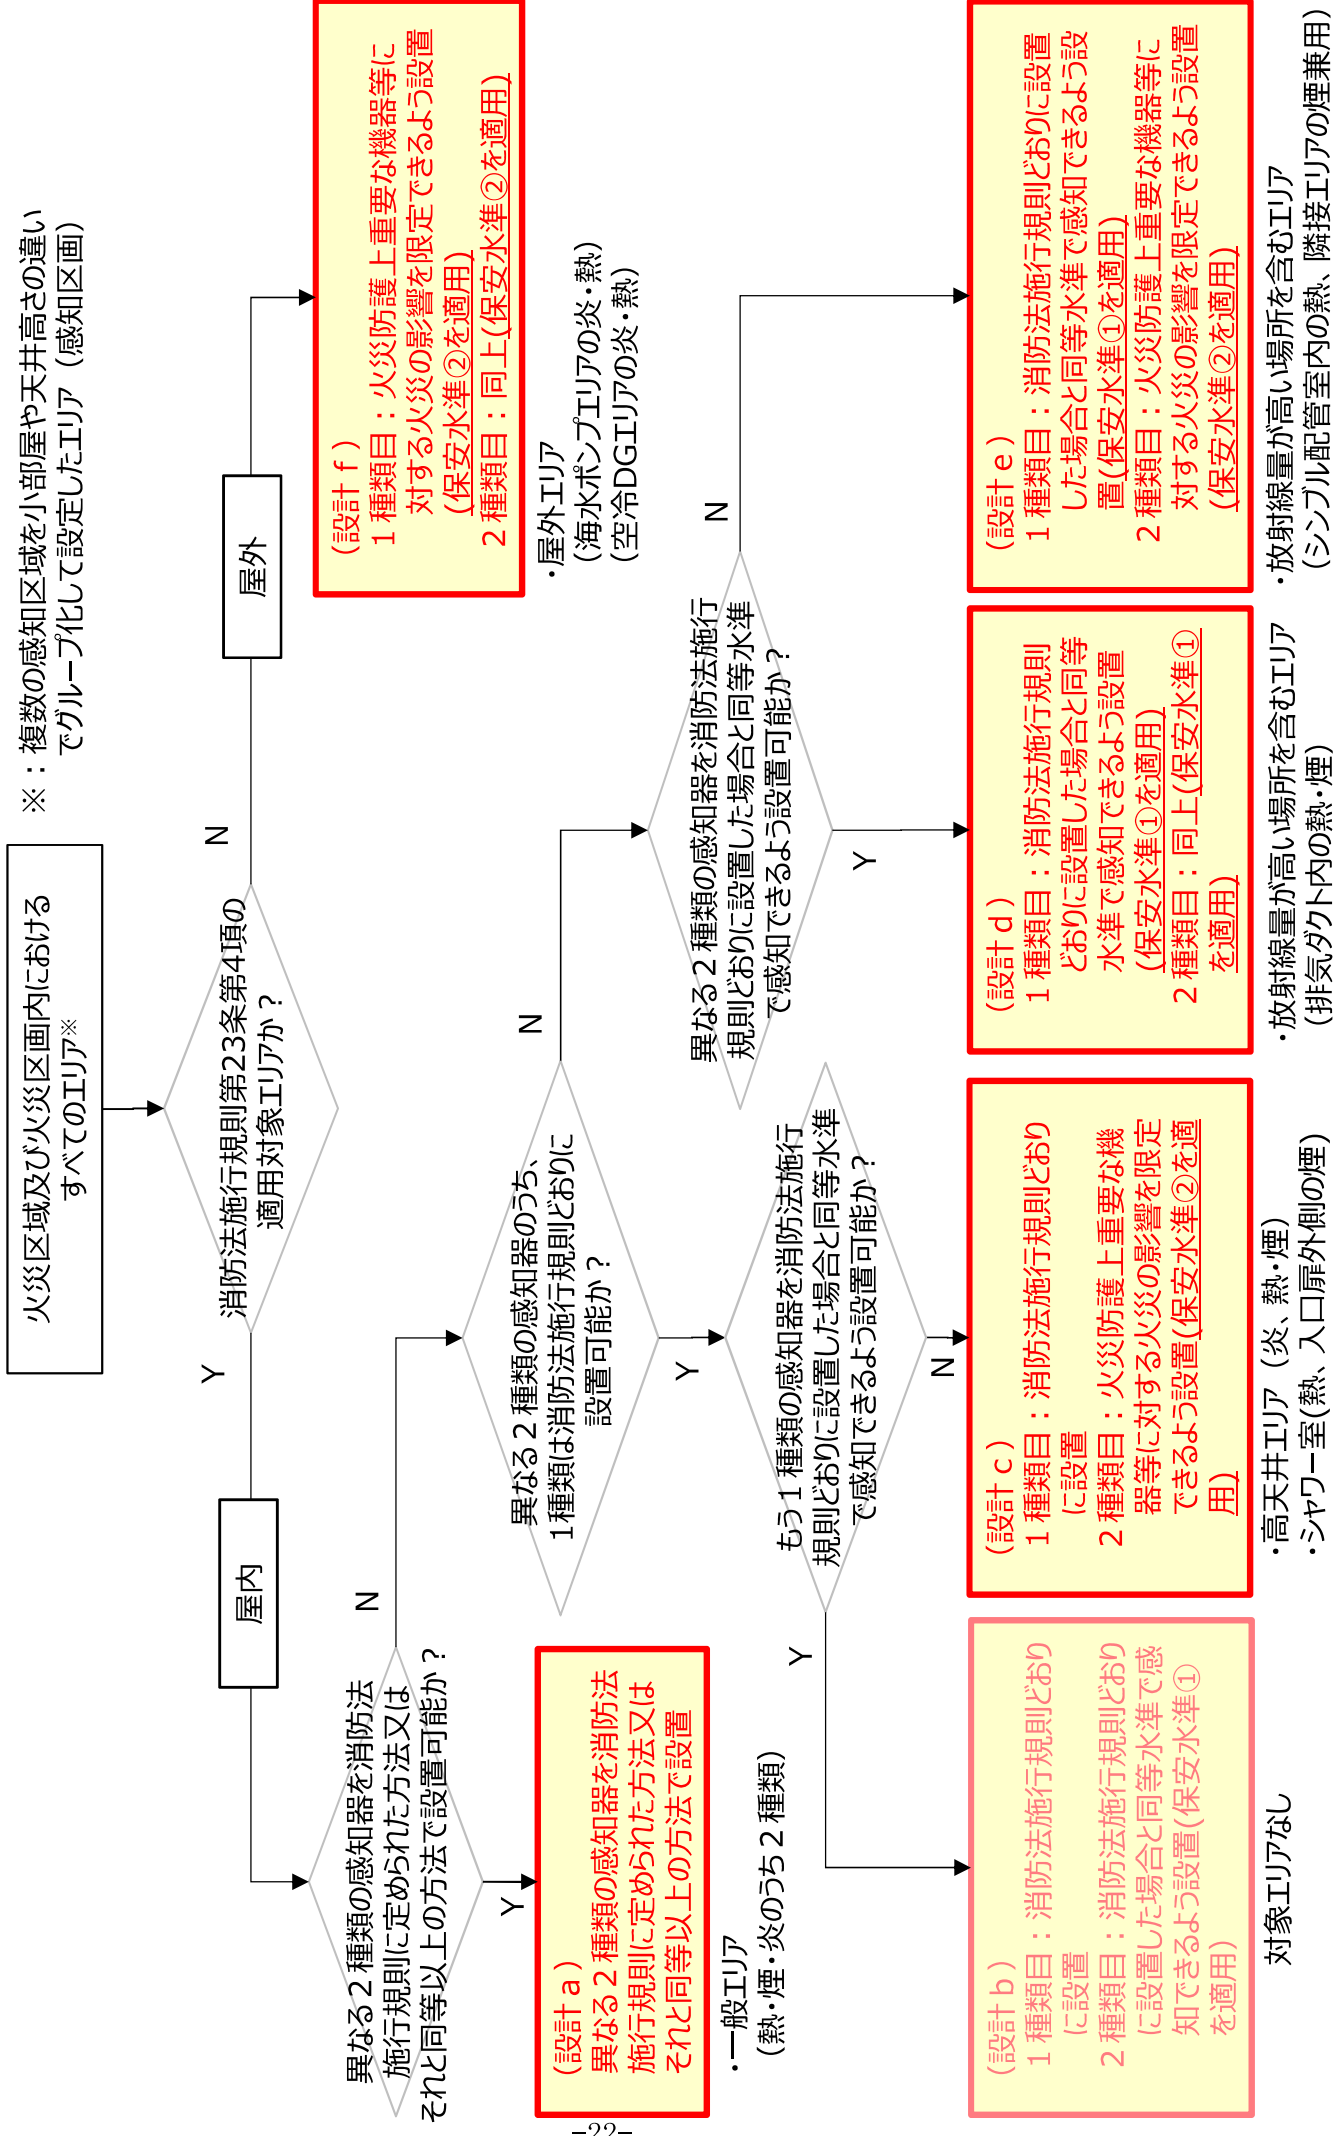 火災区域及び火災区画内における
すべてのエリア※
※：複数の感知区域を小部屋や天井高さの違い
でグループ化して設定したエリア（感知区画）
消防法施行規則第23条第4項の
適用対象エリアか？
Y
N
屋内
屋外
異なる２種類の感知器を消防法
施行規則に定められた方法又は
それと同等以上の方法で設置可能か？
N
Y
（設計ｆ）
１種類目：火災防護上重要な機器等に
対する火災の影響を限定できるよう設置
(保安水準②を適用)
２種類目：同上(保安水準②を適用)
・屋外エリア
（海水ポンプエリアの炎・熱）
（空冷DGエリアの炎・熱）
異なる２種類の感知器のうち、
1種類は消防法施行規則どおりに
設置可能か？
N
Y
（設計ａ）
異なる２種類の感知器を消防法
施行規則に定められた方法又は
それと同等以上の方法で設置
・一般エリア
（熱・煙・炎のうち２種類）
もう１種類の感知器を消防法施行
規則どおりに設置した場合と同等水準
で感知できるよう設置可能か？
Y
N
異なる２種類の感知器を消防法施行
規則どおりに設置した場合と同等水準
で感知できるよう設置可能か？
Y
N
（設計ｂ）
１種類目：消防法施行規則どおり
に設置
２種類目：消防法施行規則どおり
に設置した場合と同等水準で感
知できるよう設置(保安水準①
を適用)
対象エリアなし
（設計ｃ）
１種類目：消防法施行規則どおり
に設置
２種類目：火災防護上重要な機
器等に対する火災の影響を限定
できるよう設置(保安水準②を適
用)
・高天井エリア（炎、熱・煙）
・シャワー室(熱、入口扉外側の煙)
（設計ｄ）
１種類目：消防法施行規則
どおりに設置した場合と同等
水準で感知できるよう設置
(保安水準①を適用)
２種類目：同上(保安水準①
を適用)
・放射線量が高い場所を含むエリア
（排気ダクト内の熱・煙）
（設計ｅ）
１種類目：消防法施行規則どおりに設置
した場合と同等水準で感知できるよう設
置(保安水準①を適用)
２種類目：火災防護上重要な機器等に
対する火災の影響を限定できるよう設置
(保安水準②を適用)
・放射線量が高い場所を含むエリア
（シンブル配管室内の熱、隣接エリアの煙兼用）
-22-